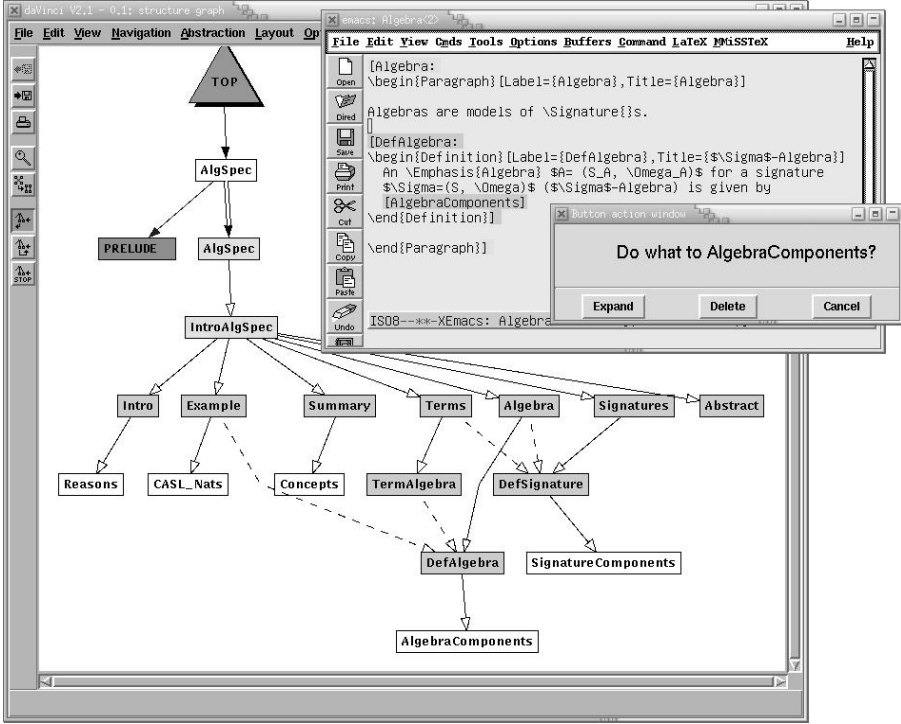 daVinci V2.1 - 0.1: structure graph
File Edit View Navigation Abstraction Layout Op
TOP
AlgSpec
PRELUDE
AlgSpec
IntroAlgSpec
Intro
Example
Summary
Terms
Algebra
Signatures
Abstract
Reasons
CASL_Nats
Concepts
TermAlgebra
DefSignature
DefAlgebra
SignatureComponents
AlgebraComponents
STOP
emacs: Algebra<2>
File Edit View Cmds Tools Options Buffers Command LaTeX MMiSSTeX Help
Open
Dired
Save
Print
Cut
Copy
Paste
Undo
[Algebra:
\begin{Paragraph}[Label={Algebra},Title={Algebra}]
Algebras are models of \Signature{}s.
[DefAlgebra:
\begin{Definition}[Label={DefAlgebra},Title={$\Sigma$-Algebra}]
An \Emphasis{Algebra} $A= (S_A, \Omega_A)$ for a signature
$\Sigma=(S, \Omega)$ ($\Sigma$-Algebra) is given by
[AlgebraComponents]
\end{Definition}]
\end{Paragraph}]
ISO8--**-XEmacs: Algebra
Button action window
Do what to AlgebraComponents?
Expand
Delete
Cancel